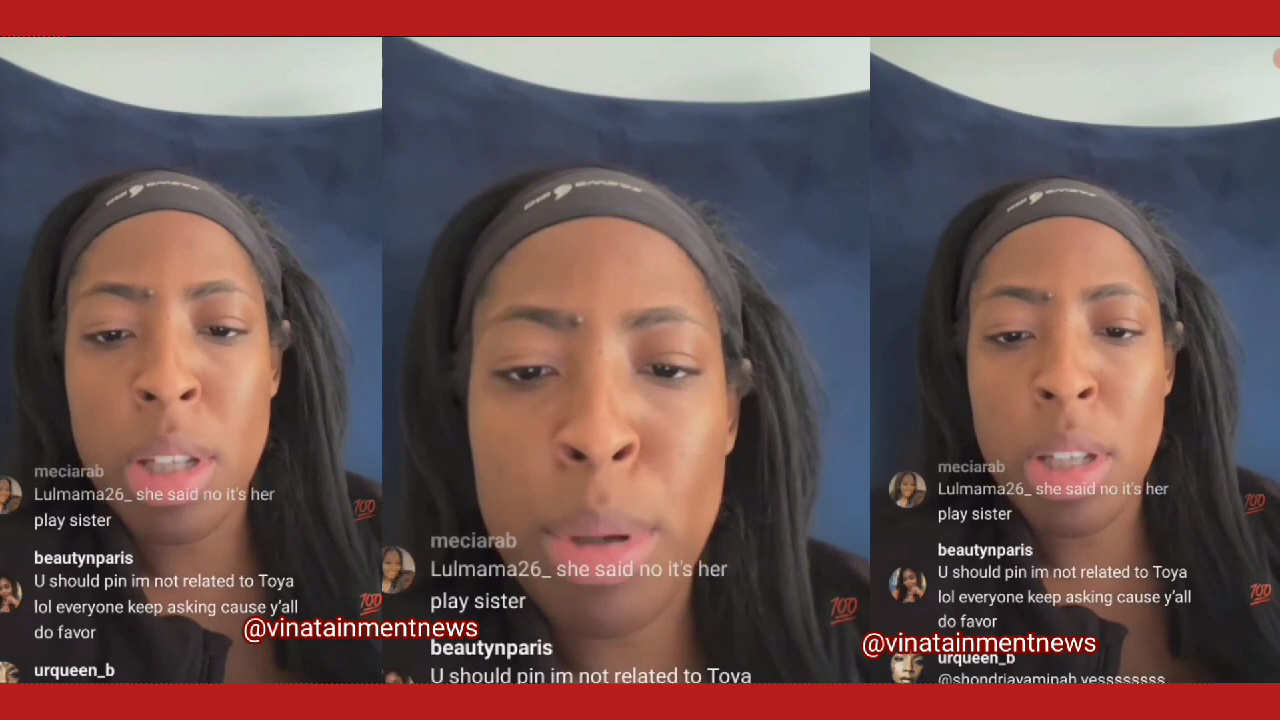 meciarab
Lulmama26_ she said no it's her
play sister
beautynparis
U should pin im not related to Toya
lol everyone keep asking cause y'all
do favor
urqueen_b
💯
💯
@vinatainmentnews
meciarab
Lulmama26_ she said no it's her
play sister
beautynparis
U should pin im not related to Toya
💯
meciarab
Lulmama26_ she said no it's her
play sister
beautynparis
U should pin im not related to Toya
lol everyone keep asking cause y'all
do favor
💯
💯
@vinatainmentnews
urqueen_b
@shondriavaminah yesssssssss